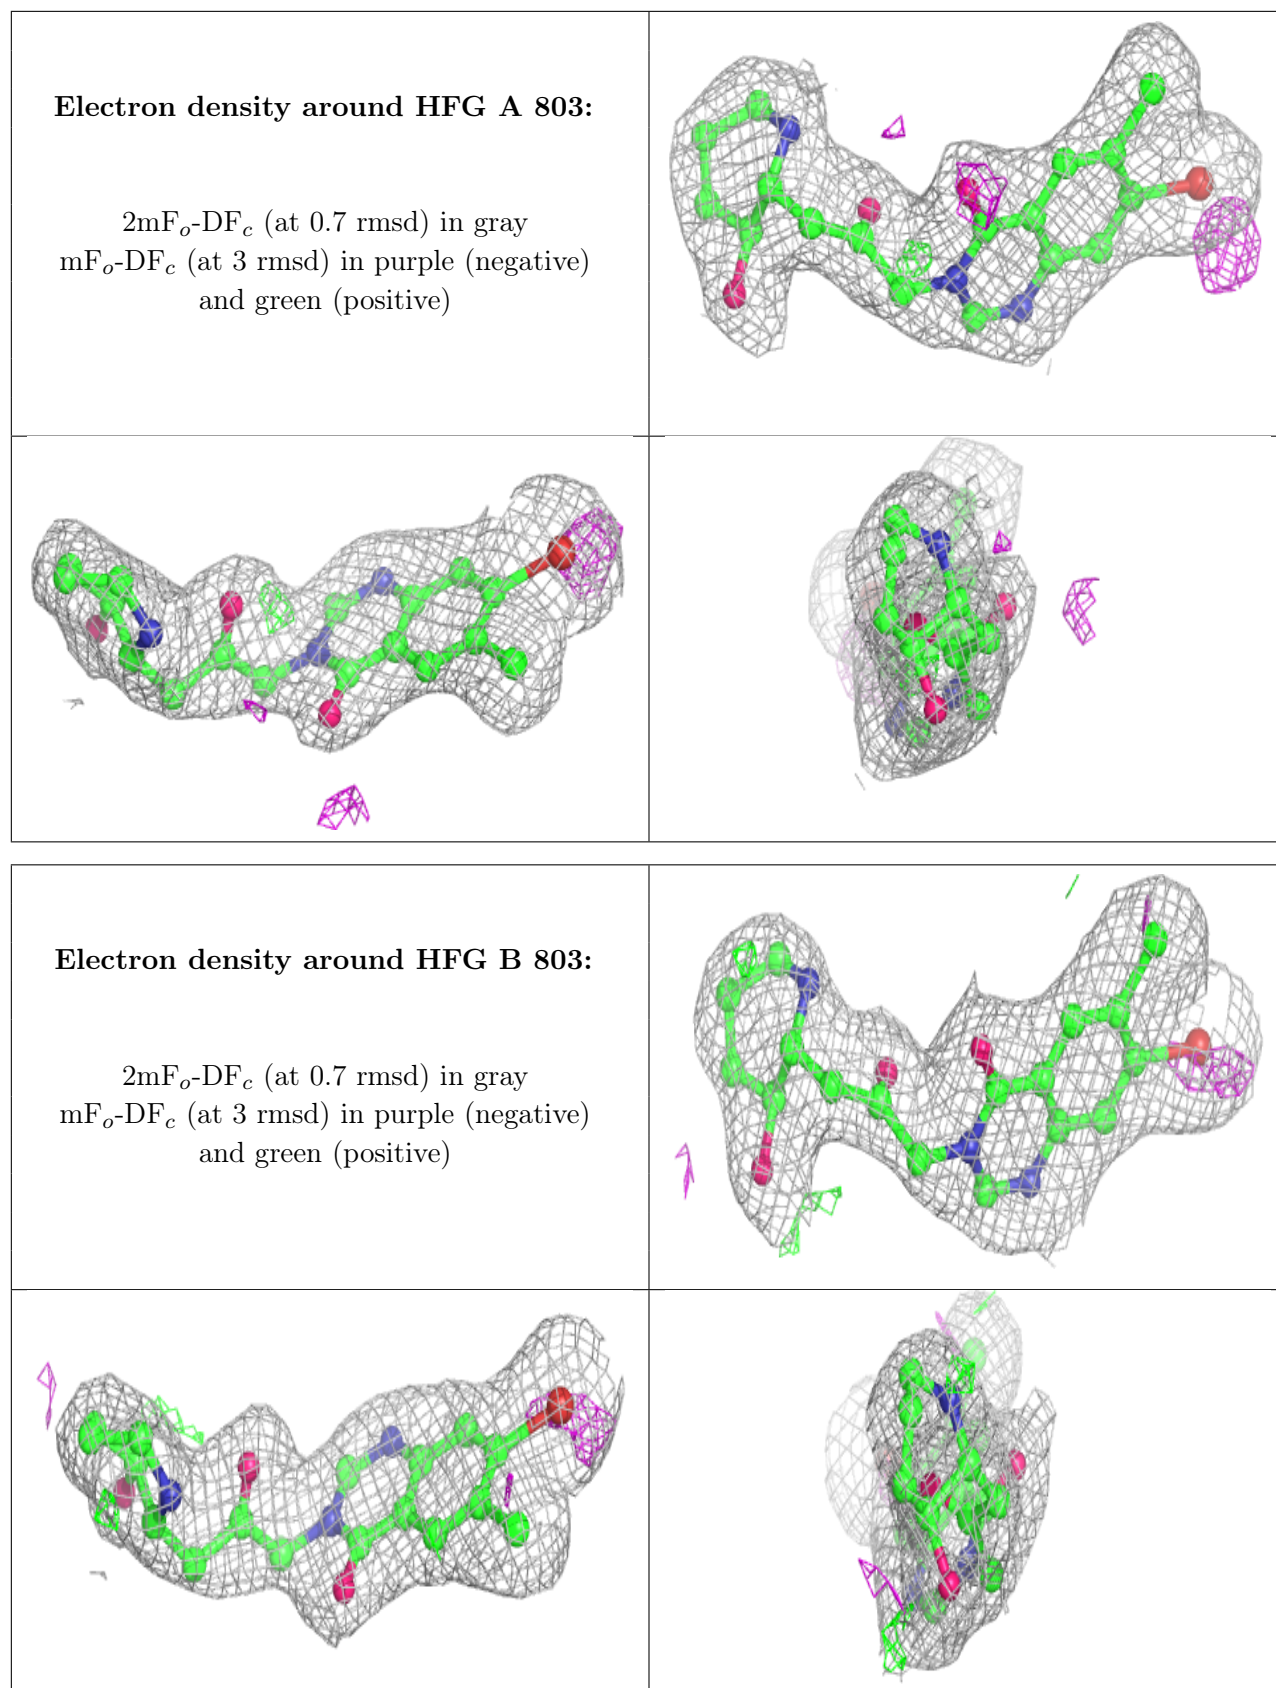 Electron density around HFG A 803:
2mFo-DFc (at 0.7 rmsd) in gray
mFo-DFc (at 3 rmsd) in purple (negative)
and green (positive)
Electron density around HFG B 803:
2mFo-DFc (at 0.7 rmsd) in gray
mFo-DFc (at 3 rmsd) in purple (negative)
and green (positive)